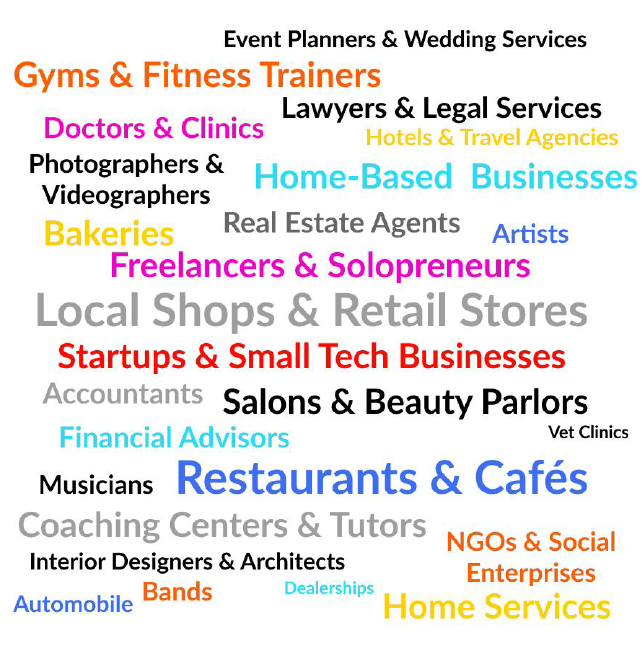 Event Planners & Wedding Services
Gyms & Fitness Trainers
Lawyers & Legal Services
Doctors & Clinics
Hotels & Travel Agencies
Photographers &
Videographers
Home-Based Businesses
Real Estate Agents
Bakeries
Artists
Freelancers & Solopreneurs
Local Shops & Retail Stores
Startups & Small Tech Businesses
Accountants
Salons & Beauty Parlors
Financial Advisors
Vet Clinics
Musicians
Restaurants & Cafés
Coaching Centers & Tutors
NGOs & Social
Enterprises
Interior Designers & Architects
Automobile
Bands
Dealerships
Home Services